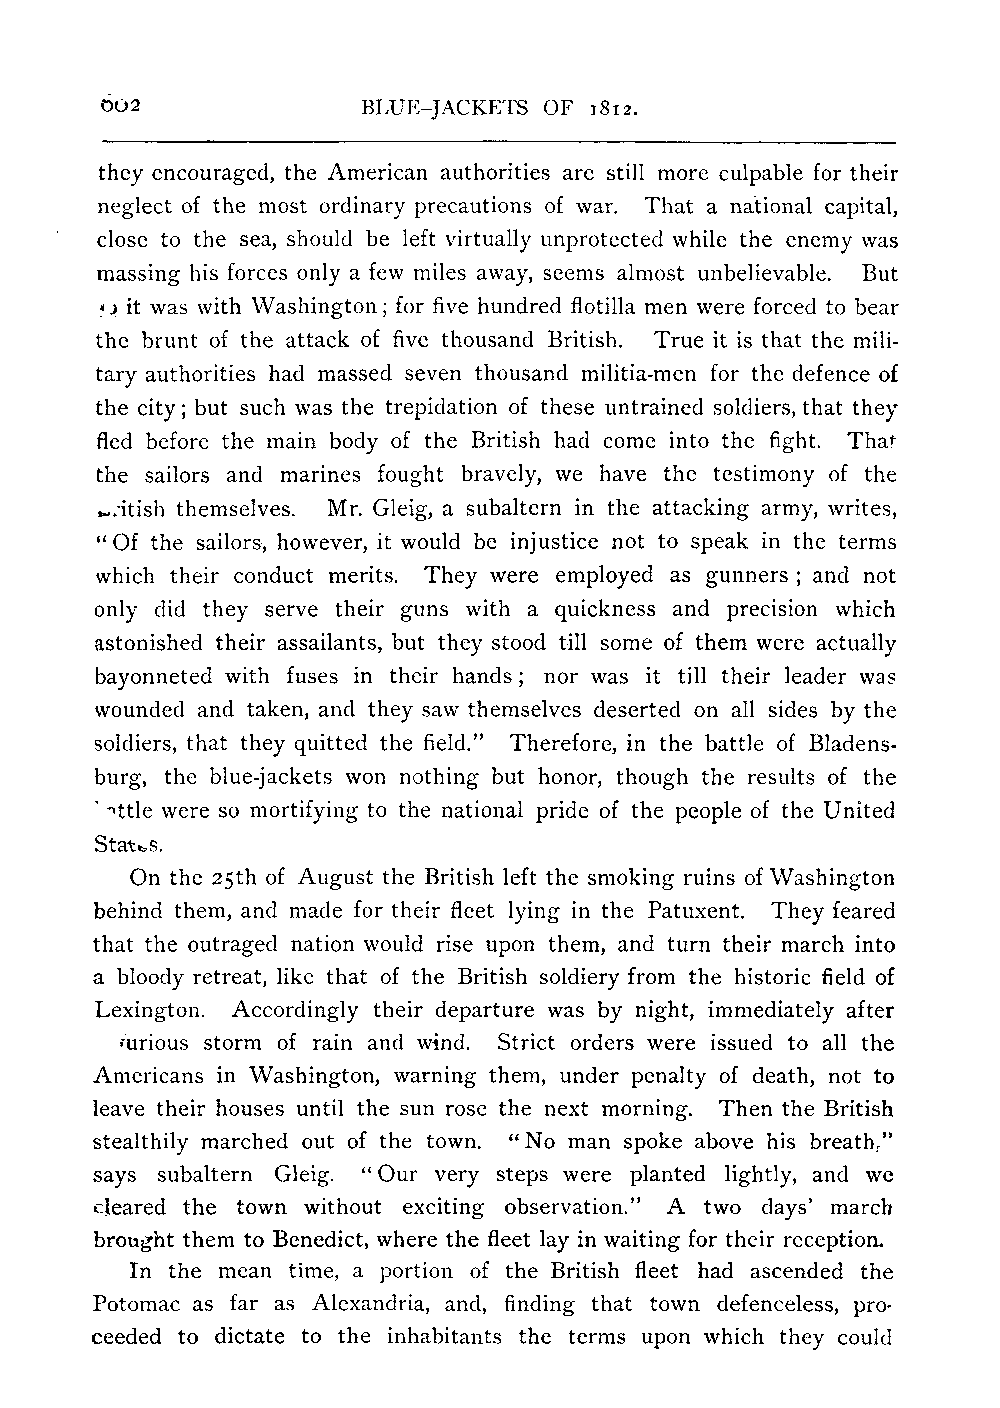 BLUE-JACKETS OF 1812.
they encouraged, the American authorities are still more culpable for their
neglect of the most ordinary precautions of war. That a national capital,
close to the sea, should be left virtually unprotected while the enemy was
massing his forces only a few miles away, seems almost unbelievable. But
it was with Washington; for five hundred flotilla men were forced to bear
the brunt of the attack of five thousand British. True it is that the mili-
tary authorities had massed seven thousand militia-men for the defence of
the city; but such was the trepidation of these untrained soldiers, that they
fled before the main body of the British had come into the fight. That
the sailors and marines fought bravely, we have the testimony of the
themselves. Mr. Gleig, a subaltern in the attacking army, writes,
"Of the sailors, however, it would be injustice not to speak in the terms
which their conduct merits. They were employed as gunners; and not
only did they serve their guns with a quickness and precision which
astonished their assailants, but they stood till some of them were actually
bayonneted with fuses in their hands; nor was it till their leader was
wounded and taken, and they saw themselves deserted on all sides by the
soldiers, that they quitted the field." Therefore, in the battle of Bladens-
burg, the blue-jackets won nothing but honor, though the results of the
were so mortifying to the national pride of the people of the United
States.
On the 25th of August the British left the smoking ruins of Washington
behind them, and made for their fleet lying in the Patuxent. They feared
that the outraged nation would rise upon them, and turn their march into
a bloody retreat, like that of the British soldiery from the historic field of
Lexington. Accordingly their departure was by night, immediately after
furious storm of rain and wind. Strict orders were issued to all the
Americans in Washington, warning them, under penalty of death, not to
leave their houses until the sun rose the next morning. Then the British
stealthily marched out of the town. "No man spoke above his breath,"
says subaltern Gleig. "Our very steps were planted lightly, and we
cleared the town without exciting observation." A two days' march
brought them to Benedict, where the fleet lay in waiting for their reception.
In the mean time, a portion of the British fleet had ascended the
Potomac as far as Alexandria, and, finding that town defenceless, pro-
ceeded to dictate to the inhabitants the terms upon which they could